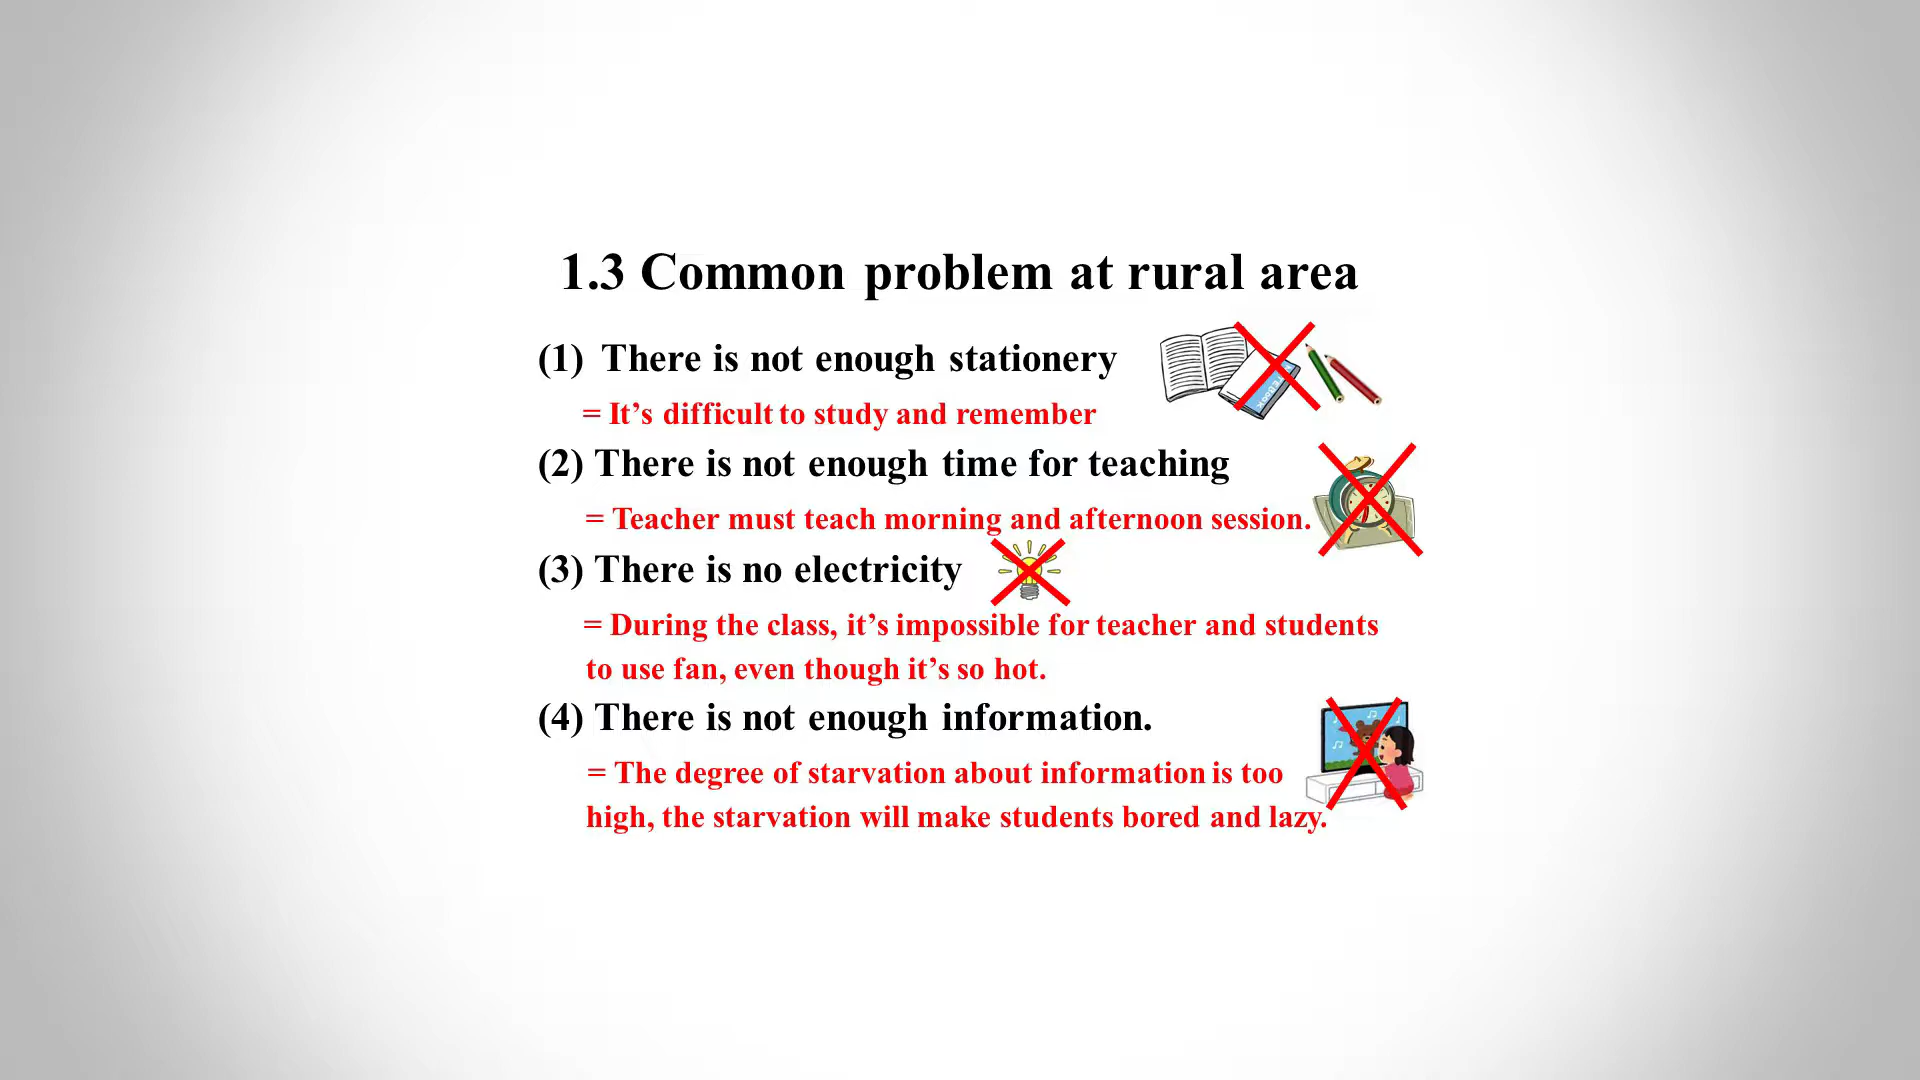 1.3 Common problem at rural area
(1) There is not enough stationery
= It’s difficult to study and remember
(2) There is not enough time for teaching
= Teacher must teach morning and afternoon session.
(3) There is no electricity
= During the class, it’s impossible for teacher and students
to use fan, even though it’s so hot.
(4) There is not enough information.
= The degree of starvation about information is too
high, the starvation will make students bored and lazy.